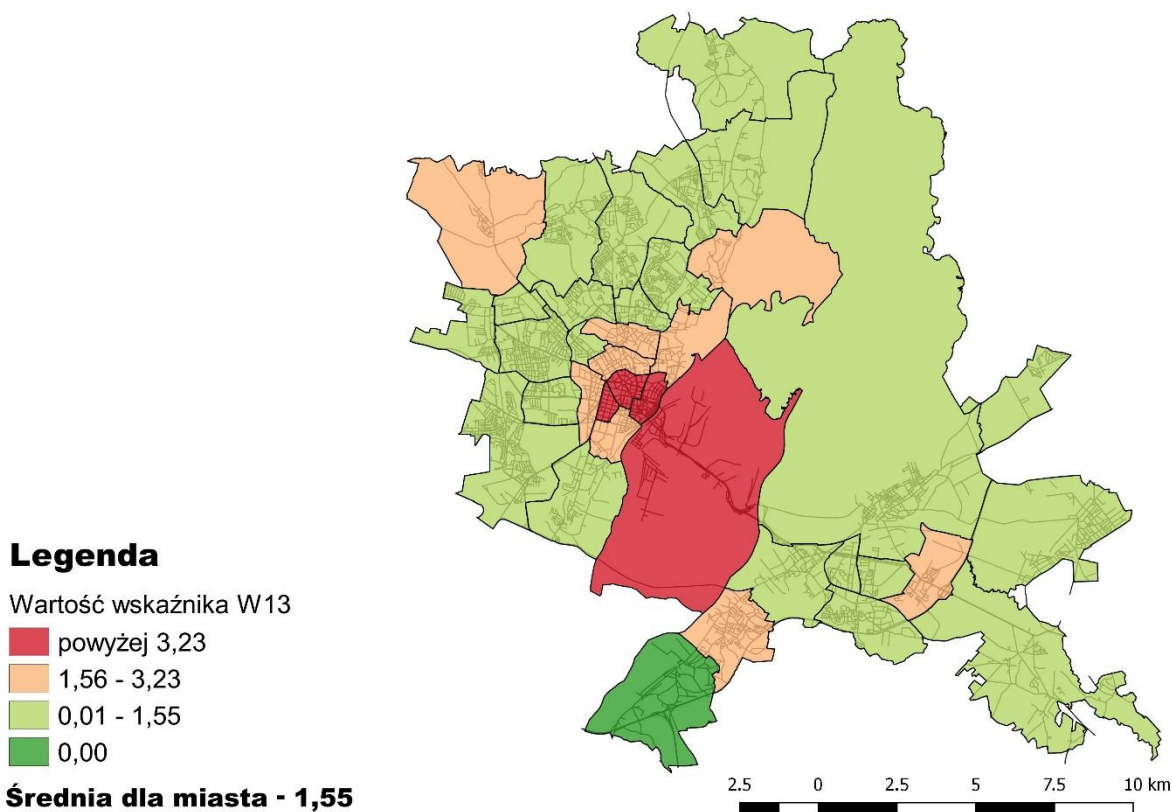 Legenda
Wartość wskaźnika W13
powyżej 3,23
1,56 - 3,23
0,01 - 1,55
0,00
Średnia dla miasta - 1,55
2.5 0 2.5 5 7.5 10 km